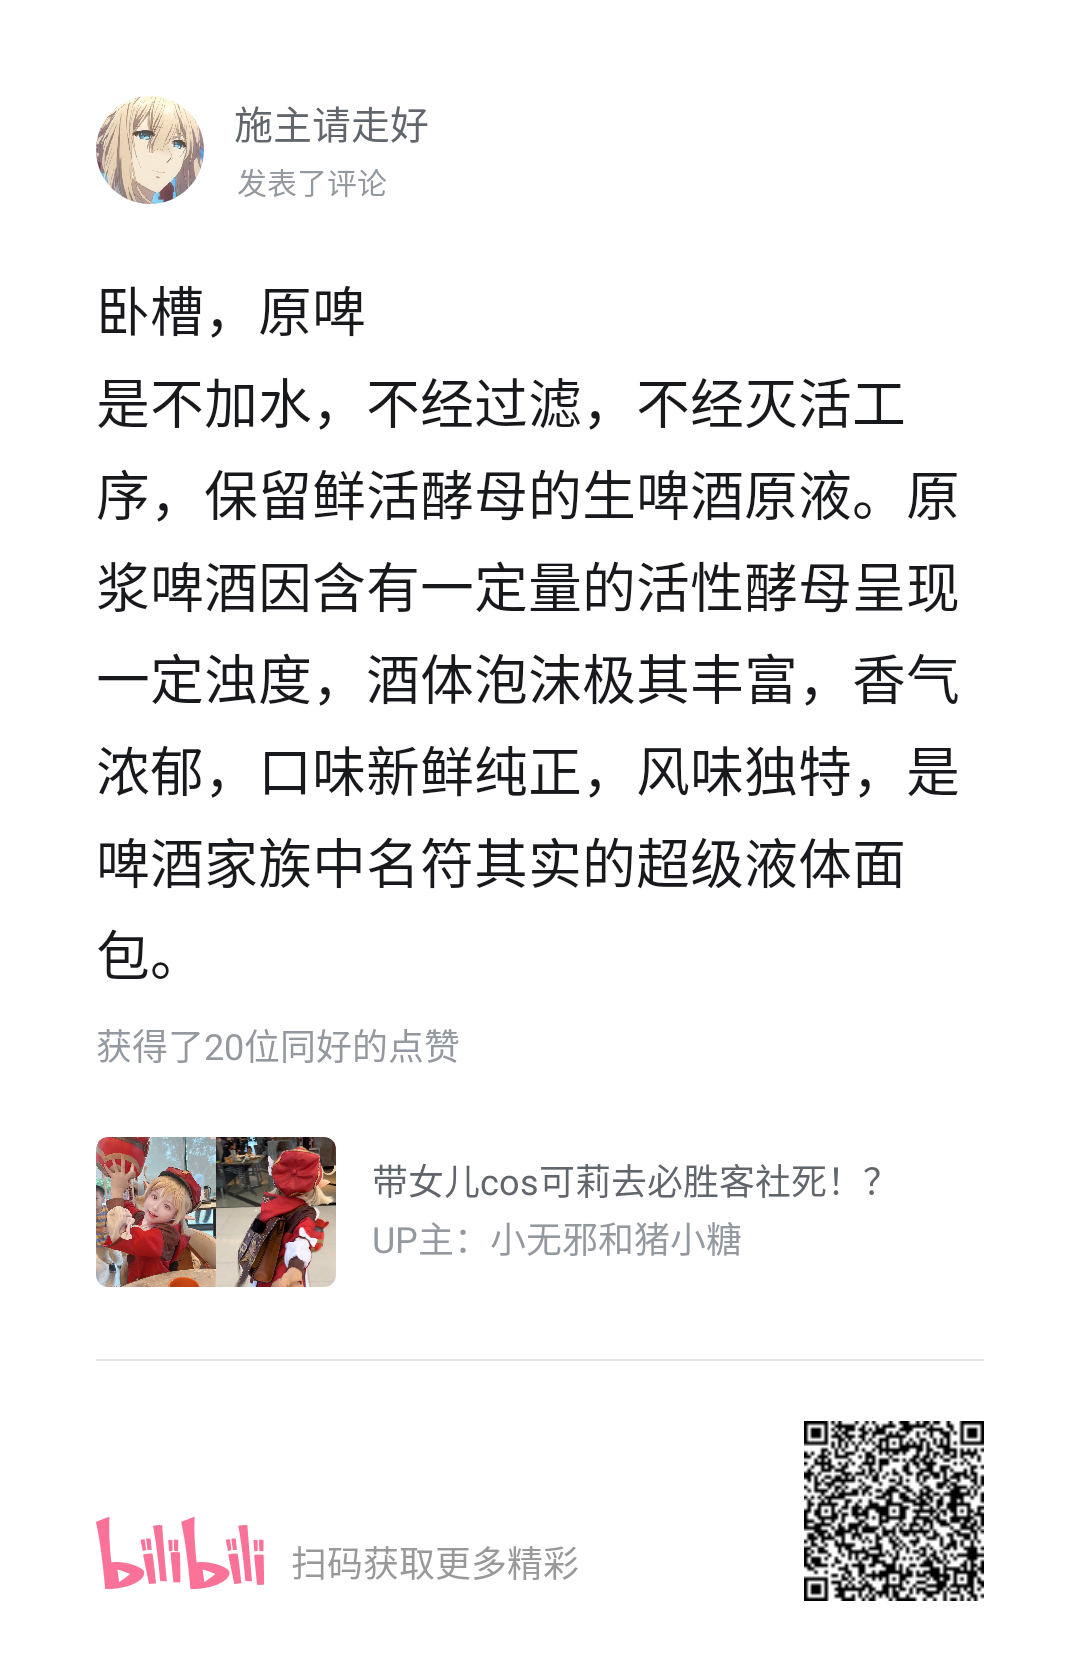 施主请走好
发表了评论
卧槽，原啤
是不加水，不经过滤，不经灭活工
序，保留鲜活酵母的生啤酒原液。原
浆啤酒因含有一定量的活性酵母呈现
一定浊度，酒体泡沫极其丰富，香气
浓郁，口味新鲜纯正，风味独特，是
啤酒家族中名符其实的超级液体面
包。
获得了20位同好的点赞
带女儿cos可莉去必胜客社死！？
UP主：小无邪和猪小糖
bilibili 扫码获取更多精彩